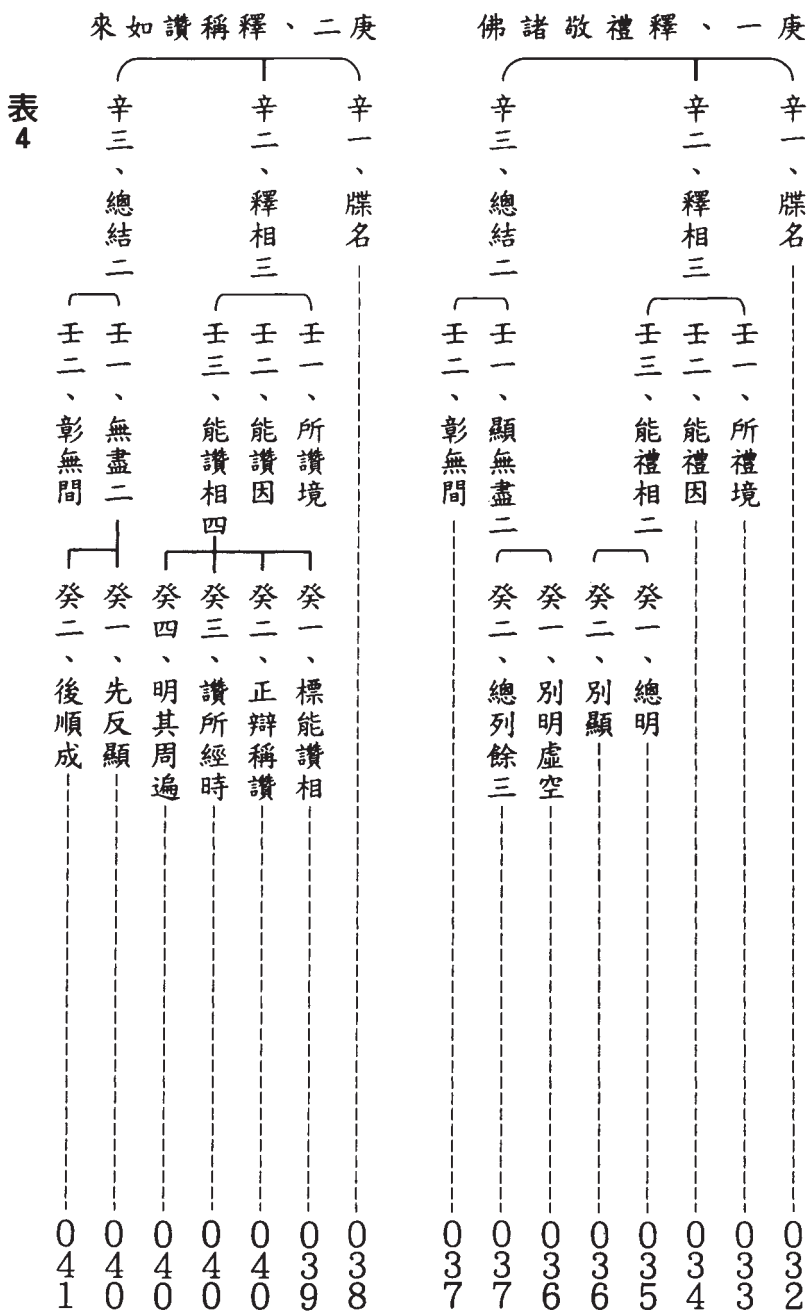 庚一、釋禮敬諸佛
辛一、牒名 032
辛二、釋相三
壬一、所禮境 033
壬二、能禮因 034
壬三、能禮相二
癸一、總明 035
癸二、別顯 036
辛三、總結二
壬一、顯無盡二
癸一、別明虛空 036
癸二、總列餘三 037
壬二、彰無間 037
庚二、釋稱讚如來
辛一、牒名 038
辛二、釋相三
壬一、所讚境
壬二、能讚因
壬三、能讚相四
癸一、標能讚相 039
癸二、正辯稱讚 040
癸三、讚所經時 040
癸四、明其周遍 040
辛三、總結二
壬一、無盡二
癸一、先反顯 040
癸二、後順成 041
壬二、彰無間
表4